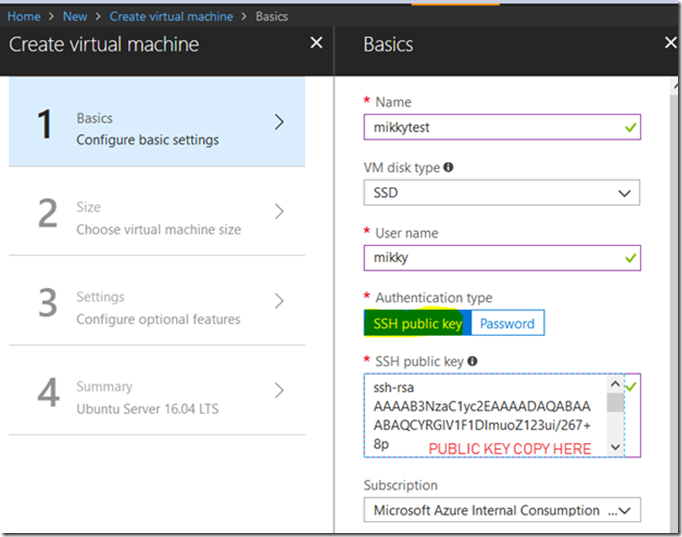 Home > New > Create virtual machine > Basics
Create virtual machine
1
Basics
Configure basic settings
2
Size
Choose virtual machine size
3
Settings
Configure optional features
4
Summary
Ubuntu Server 16.04 LTS
Basics
* Name
mikkytest
VM disk type
SSD
* User name
mikky
* Authentication type
SSH public key Password
* SSH public key
ssh-rsa
AAAAB3NzaC1yc2EAAAADAQABAA
ABAQCYRGIV1F1DImuoZ123ui/267+
8p PUBLIC KEY COPY HERE
Subscription
Microsoft Azure Internal Consumption ...